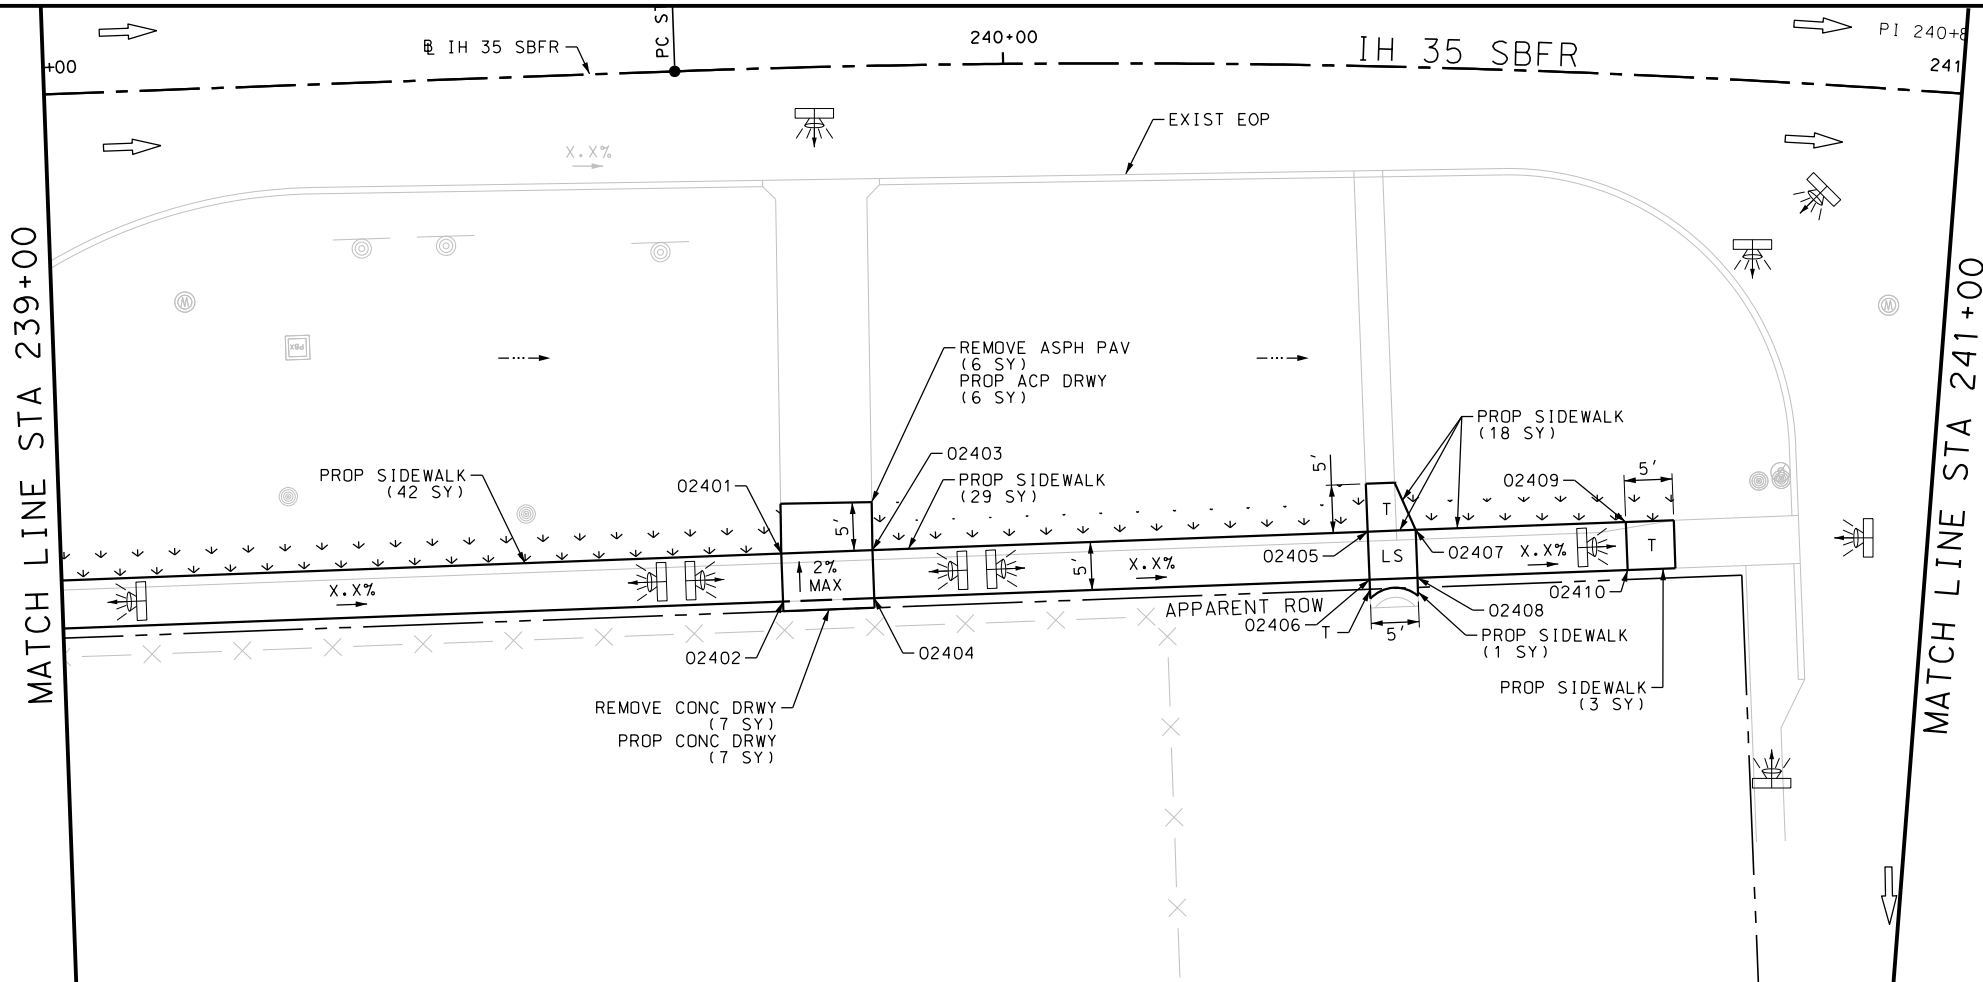 PC ST
240+00
IH 35 SBFR
PI 240+8
241
+00
℄ IH 35 SBFR
EXIST EOP
X.X%
MATCH LINE STA 239+00
MATCH LINE STA 241+00
W
W
PBX
REMOVE ASPH PAV
(6 SY)
PROP ACP DRWY
(6 SY)
PROP SIDEWALK
(18 SY)
PROP SIDEWALK
(42 SY)
02401
02403
PROP SIDEWALK
(29 SY)
5'
5'
T
02409
5'
2%
MAX
X.X%
5'
X.X%
02405
LS
02407
X.X%
T
APPARENT ROW
02406
T
5'
02408
02410
PROP SIDEWALK
(1 SY)
PROP SIDEWALK
(3 SY)
02402
02404
REMOVE CONC DRWY
(7 SY)
PROP CONC DRWY
(7 SY)